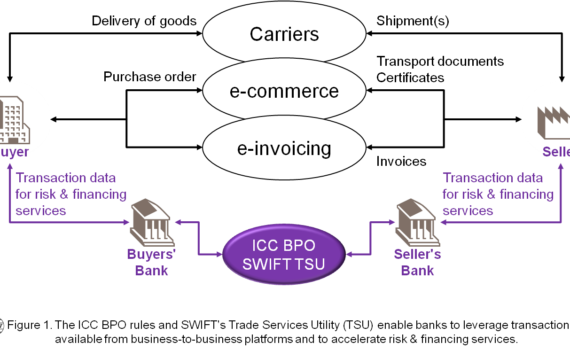 Delivery of goods
Carriers
Shipment(s)
Purchase order
e-commerce
Transport documents
Certificates
e-invoicing
Invoices
uyer
Selle
Transaction data
for risk & financing
services
Transaction data
for risk & financing
services
Buyers'
Bank
ICC BPO
SWIFT TSU
Seller's
Bank
Figure 1. The ICC BPO rules and SWIFT's Trade Services Utility (TSU) enable banks to leverage transaction
available from business-to-business platforms and to accelerate risk & financing services.